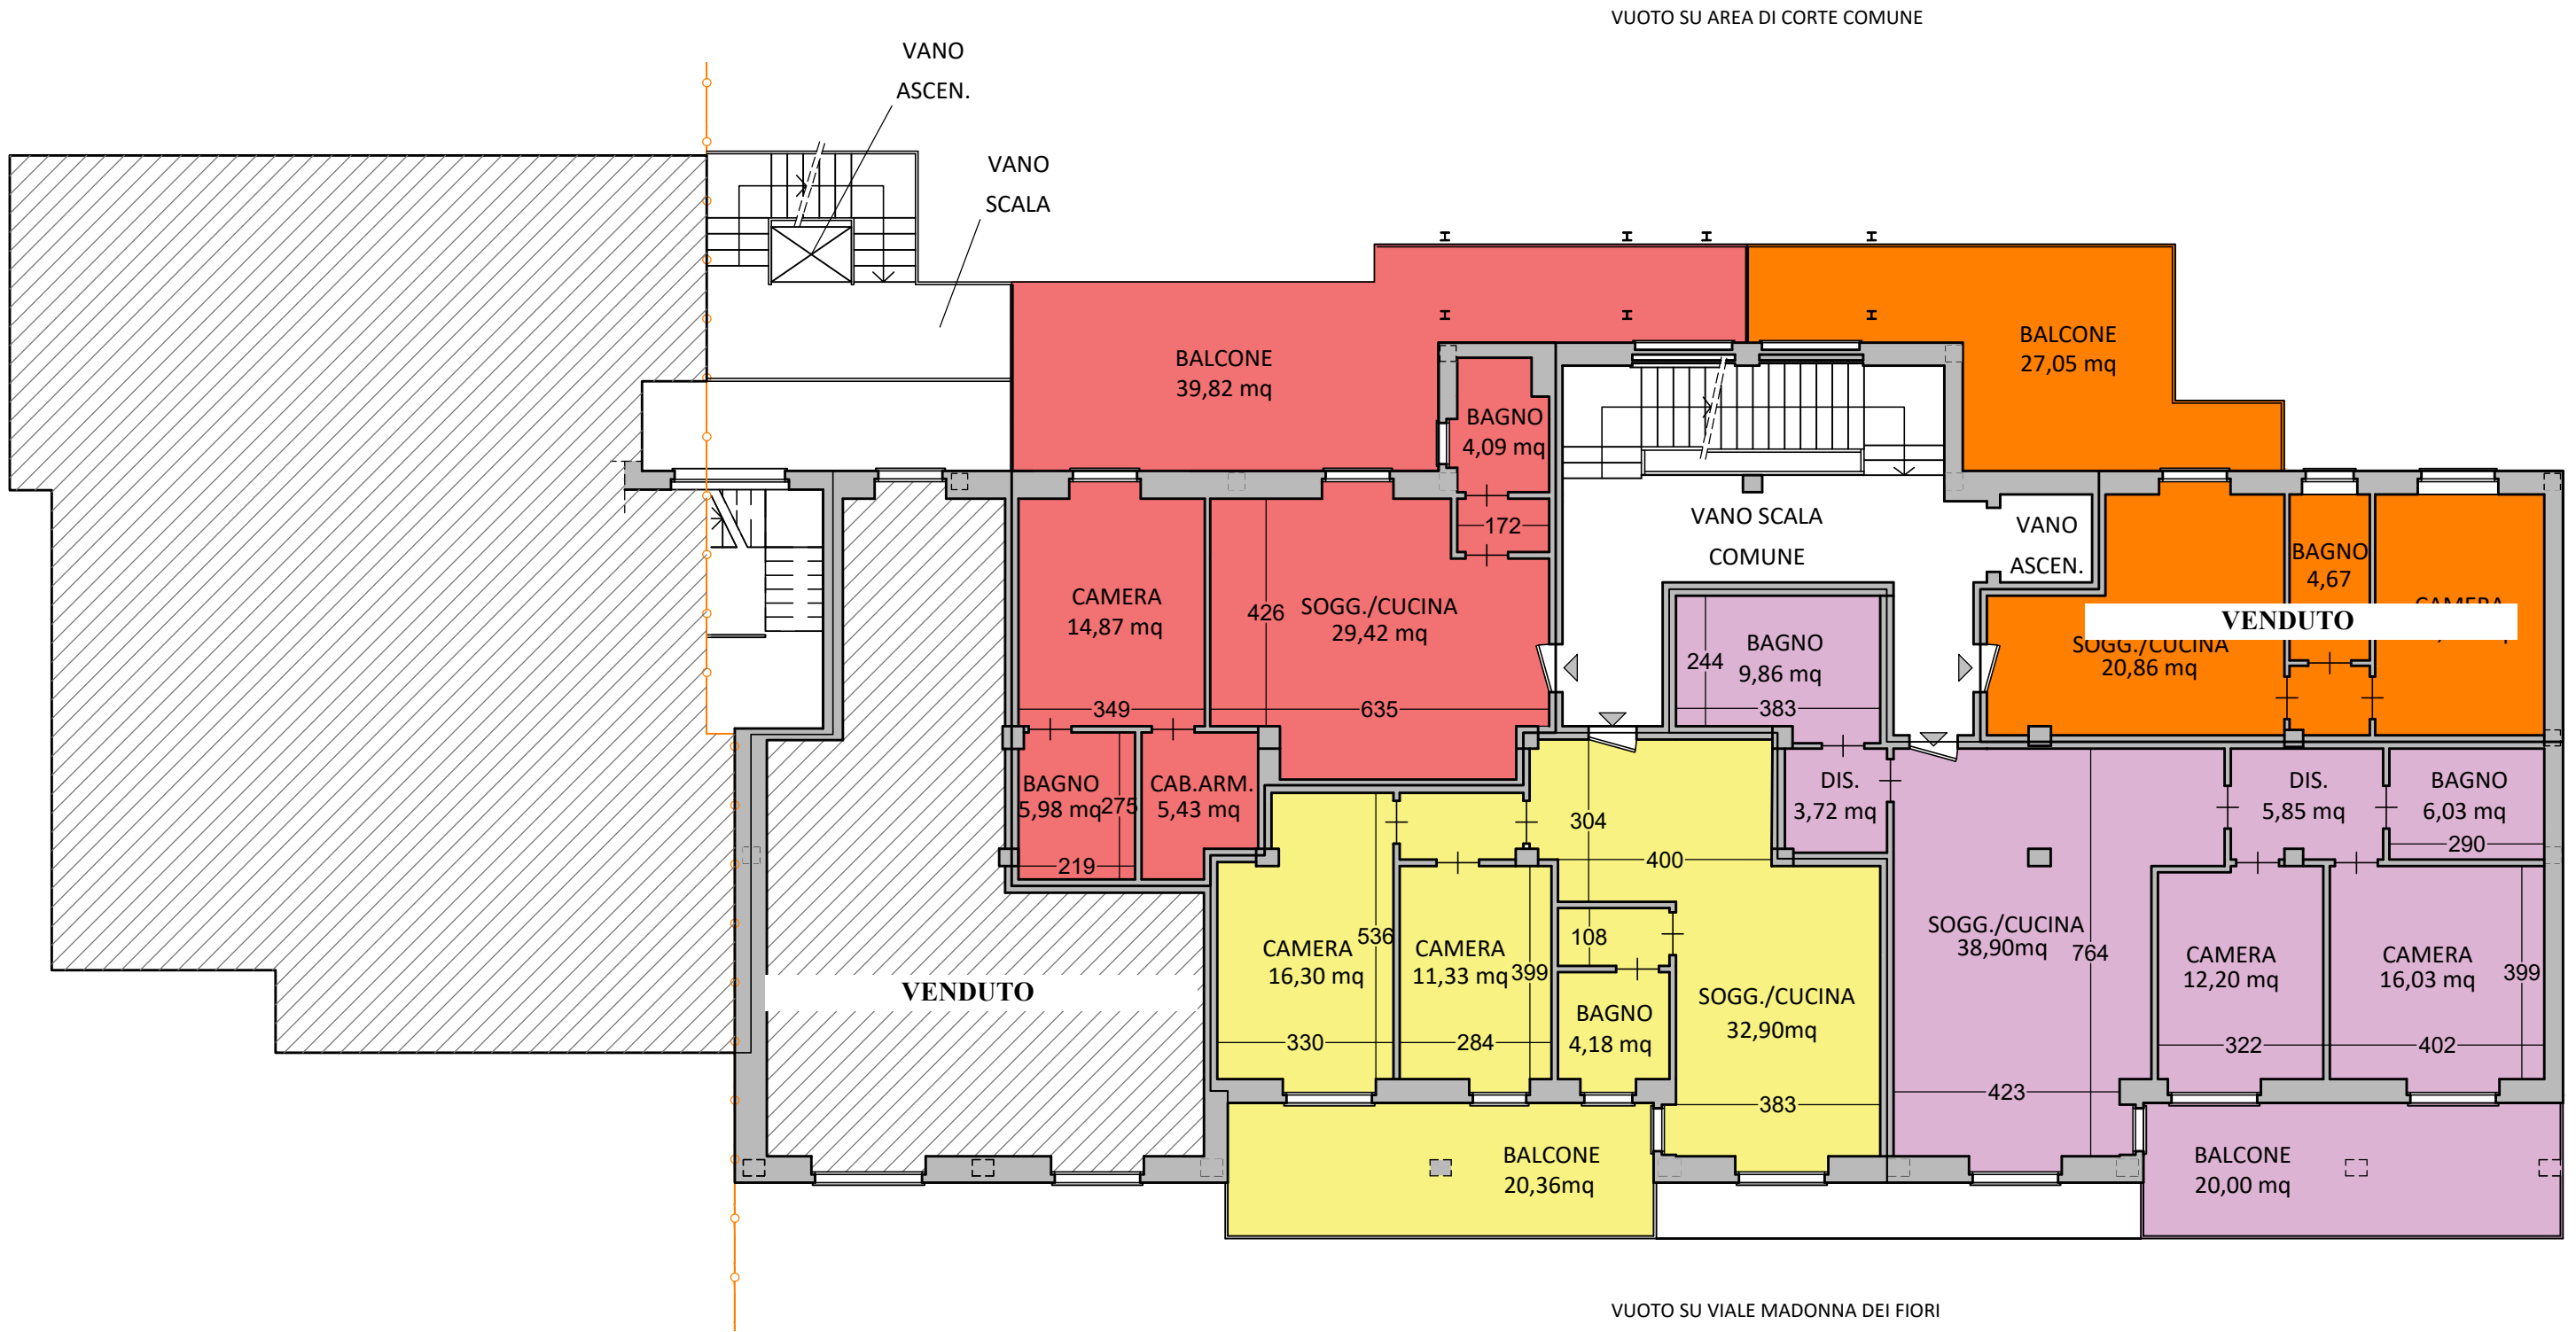 VUOTO SU AREA DI CORTE COMUNE
VANO
ASCEN.
VANO
SCALA
BALCONE
39,82 mq
BALCONE
27,05 mq
BAGNO
4,09 mq
172
VANO SCALA
COMUNE
VANO
ASCEN.
CAMERA
14,87 mq
349
426
SOGG./CUCINA
29,42 mq
635
BAGNO
4,67
CAMERA
VENDUTO
SOGG./CUCINA
20,86 mq
244
BAGNO
9,86 mq
383
BAGNO
5,98 mq
275
219
CAB.ARM.
5,43 mq
304
400
DIS.
3,72 mq
DIS.
5,85 mq
BAGNO
6,03 mq
290
CAMERA
16,30 mq
536
330
CAMERA
11,33 mq
399
284
108
BAGNO
4,18 mq
SOGG./CUCINA
32,90mq
383
SOGG./CUCINA
38,90mq
764
423
CAMERA
12,20 mq
322
CAMERA
16,03 mq
399
402
VENDUTO
BALCONE
20,36mq
BALCONE
20,00 mq
VUOTO SU VIALE MADONNA DEI FIORI